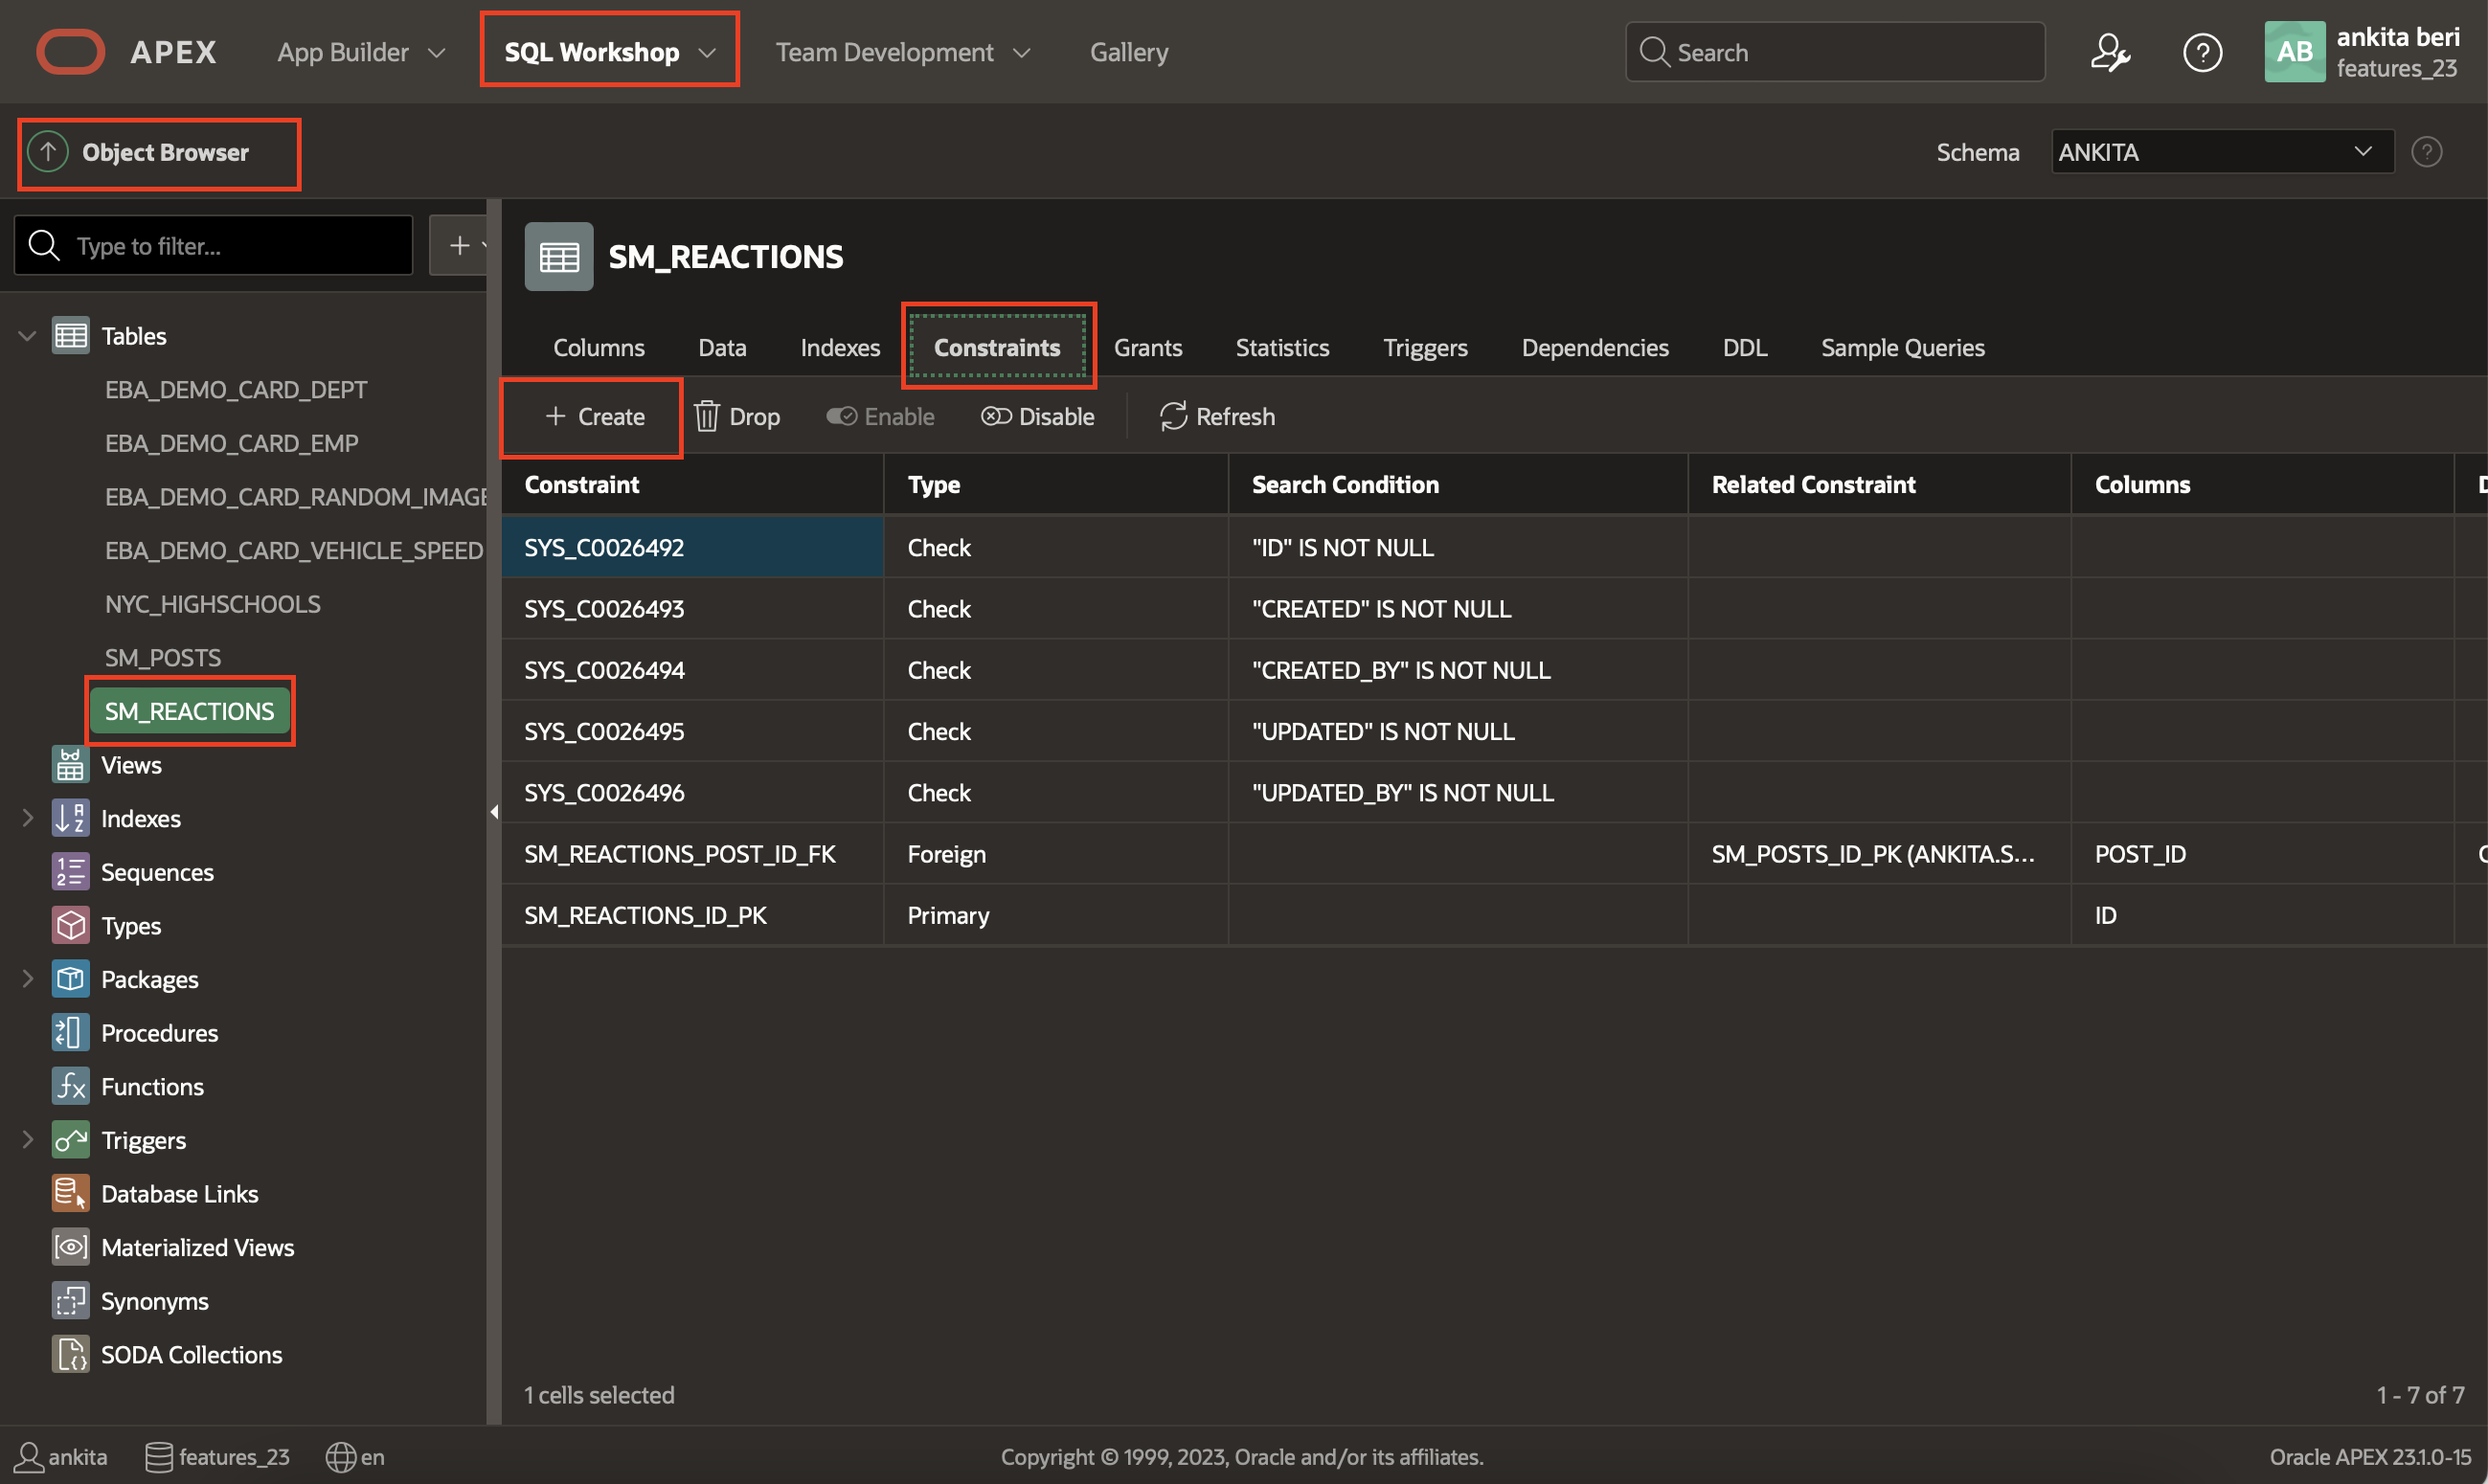 APEX App Builder SQL Workshop Team Development Gallery Search ankita beri
AB features_23
Object Browser Schema ANKITA
Type to filter...
SM_REACTIONS
Columns Data Indexes Constraints Grants Statistics Triggers Dependencies DDL Sample Queries
Create Drop Enable Disable Refresh
Tables
EBA_DEMO_CARD_DEPT
EBA_DEMO_CARD_EMP
EBA_DEMO_CARD_RANDOM_IMAGE
EBA_DEMO_CARD_VEHICLE_SPEED
NYC_HIGHSCHOOLS
SM_POSTS
SM_REACTIONS
Views
Indexes
Sequences
Types
Packages
Procedures
Functions
Triggers
Database Links
Materialized Views
Synonyms
SODA Collections
Constraint Type Search Condition Related Constraint Columns
SYS_C0026492 Check "ID" IS NOT NULL
SYS_C0026493 Check "CREATED" IS NOT NULL
SYS_C0026494 Check "CREATED_BY" IS NOT NULL
SYS_C0026495 Check "UPDATED" IS NOT NULL
SYS_C0026496 Check "UPDATED_BY" IS NOT NULL
SM_REACTIONS_POST_ID_FK Foreign SM_POSTS_ID_PK (ANKITA.S... POST_ID
SM_REACTIONS_ID_PK Primary ID
1 cells selected 1 - 7 of 7
ankita features_23 en Copyright © 1999, 2023, Oracle and/or its affiliates. Oracle APEX 23.1.0-15